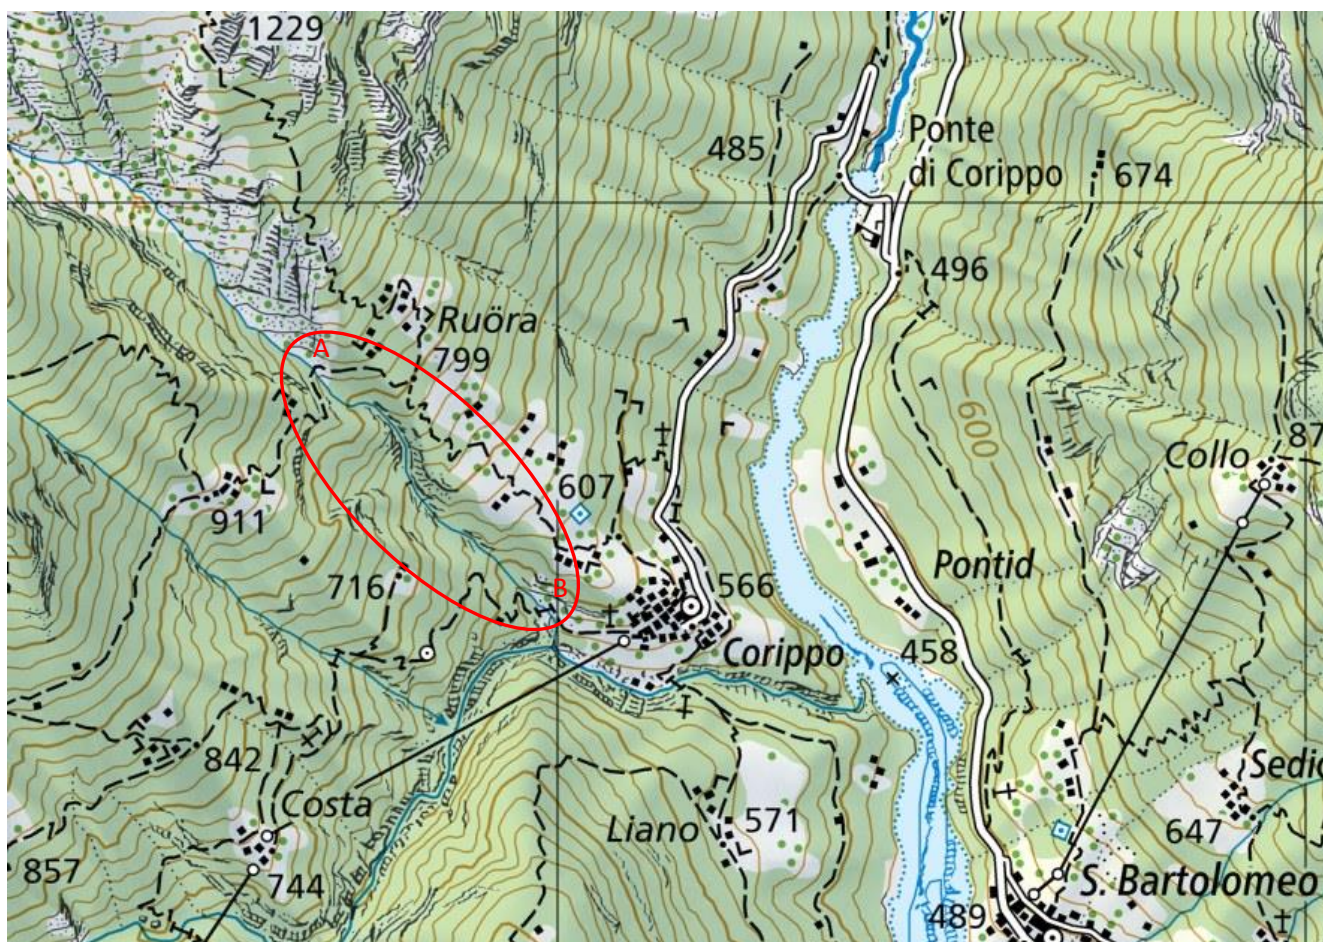 1229
485
Ponte
di Corippo
674
496
Ruöra
799
A
600
Collo
87
607
911
Pontid
716
B
566
Corippo
458
842
Costa
Sedi
Liano
571
647
857
744
S. Bartolomeo
489